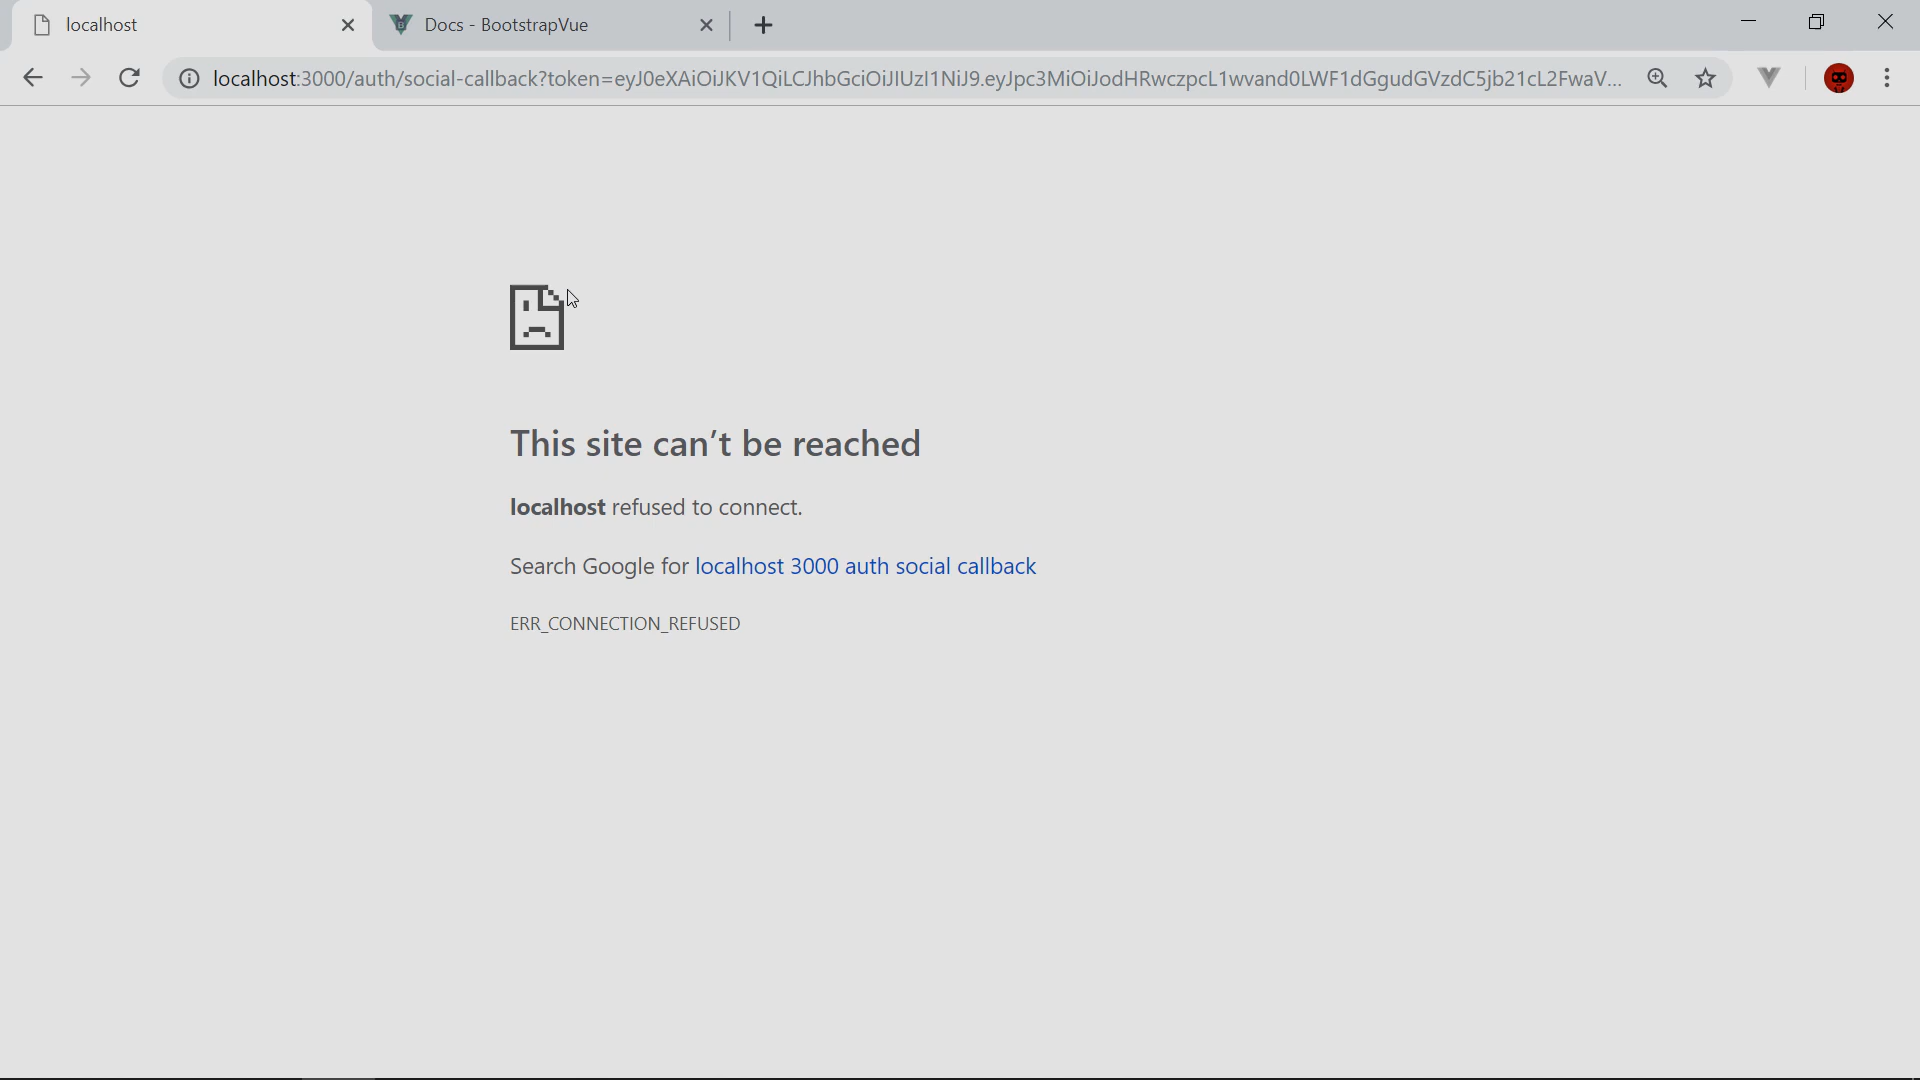 localhost
Docs - BootstrapVue
localhost:3000/auth/social-callback?token=eyJ0eXAiOiJKV1QiLCJhbGciOiJIUzI1NiJ9.eyJpc3MiOiJodHRwczpcL1wvand0LWF1dGgudGVzdC5jb21cL2FwaV...
This site can't be reached
localhost refused to connect.
Search Google for localhost 3000 auth social callback
ERR_CONNECTION_REFUSED